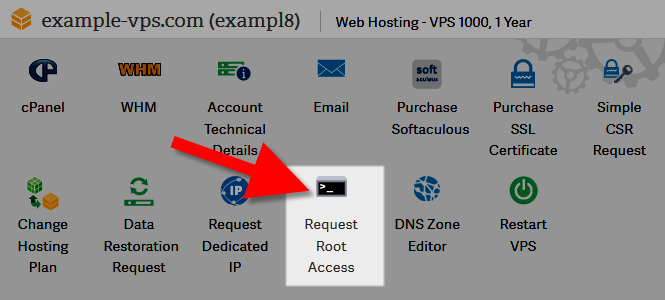 example-vps.com (exampl8)
Web Hosting - VPS 1000, 1 Year
cP
WHM
soft
aculous
cPanel
WHM
Account
Technical
Details
Email
Purchase
Softaculous
Purchase
SSL
Certificate
Simple
CSR
Request
Change
Hosting
Plan
Data
Restoration
Request
IP
Request
Dedicated
IP
>_
Request
Root
Access
DNS Zone
Editor
Restart
VPS